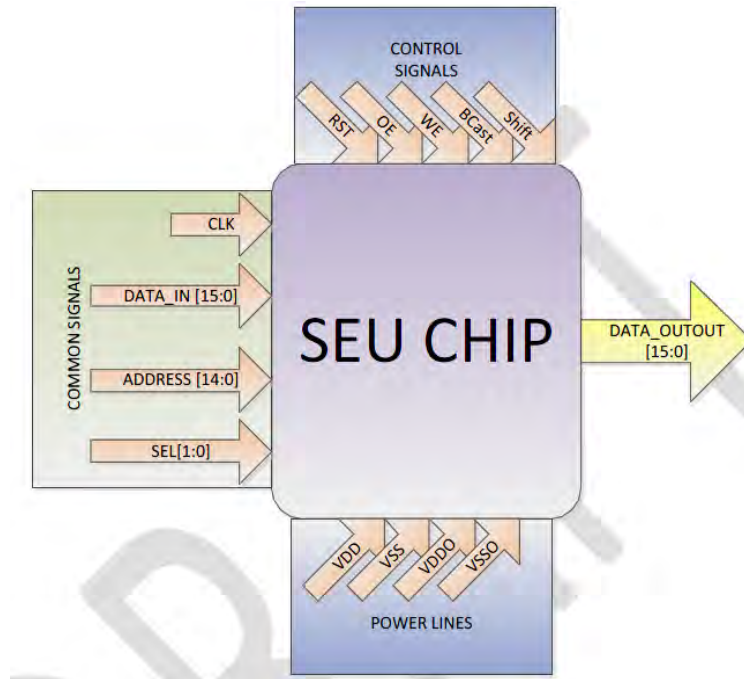 CONTROL
SIGNALS
RST
OE
WE
BCast
Shift
COMMON SIGNALS
CLK
DATA_IN [15:0]
ADDRESS [14:0]
SEL[1:0]
SEU CHIP
DATA_OUTOUT
[15:0]
VDD
VSS
VDDO
VSSO
POWER LINES